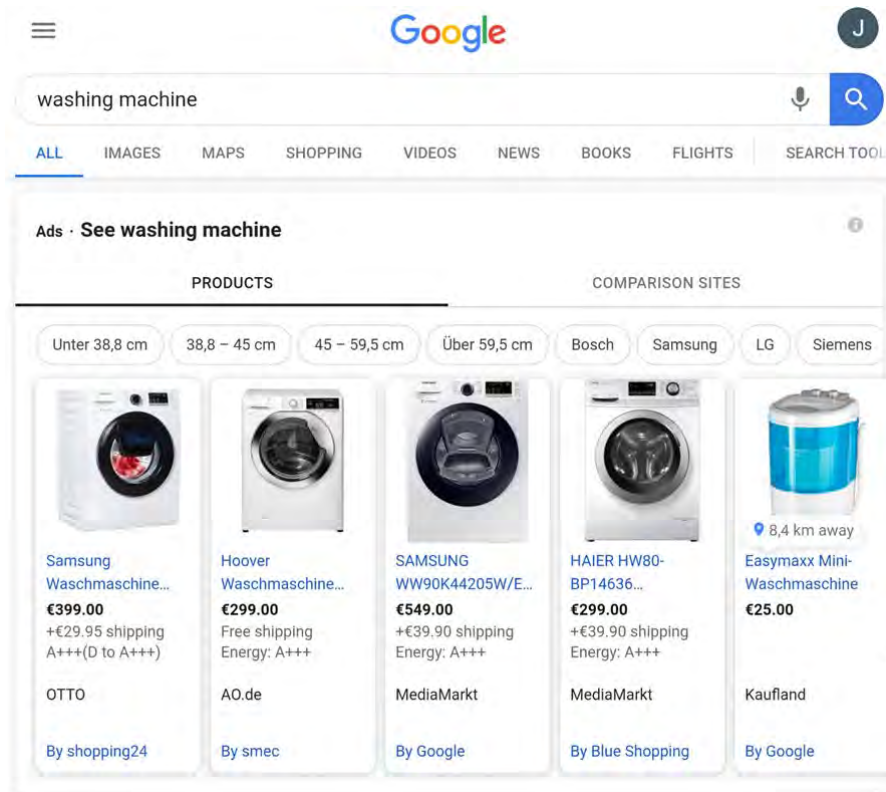 Google
J
washing machine
ALL IMAGES MAPS SHOPPING VIDEOS NEWS BOOKS FLIGHTS SEARCH TOOL
Ads · See washing machine
PRODUCTS COMPARISON SITES
Unter 38,8 cm 38,8 – 45 cm 45 – 59,5 cm Über 59,5 cm Bosch Samsung LG Siemens
Samsung
Waschmaschine...
€399.00
+€29.95 shipping
A+++(D to A+++)
OTTO
By shopping24
Hoover
Waschmaschine...
€299.00
Free shipping
Energy: A+++
AO.de
By smec
SAMSUNG
WW90K44205W/E...
€549.00
+€39.90 shipping
Energy: A+++
MediaMarkt
By Google
HAIER HW80-
BP14636...
€299.00
+€39.90 shipping
Energy: A+++
MediaMarkt
By Blue Shopping
8,4 km away
Easymaxx Mini-
Waschmaschine
€25.00
Kaufland
By Google